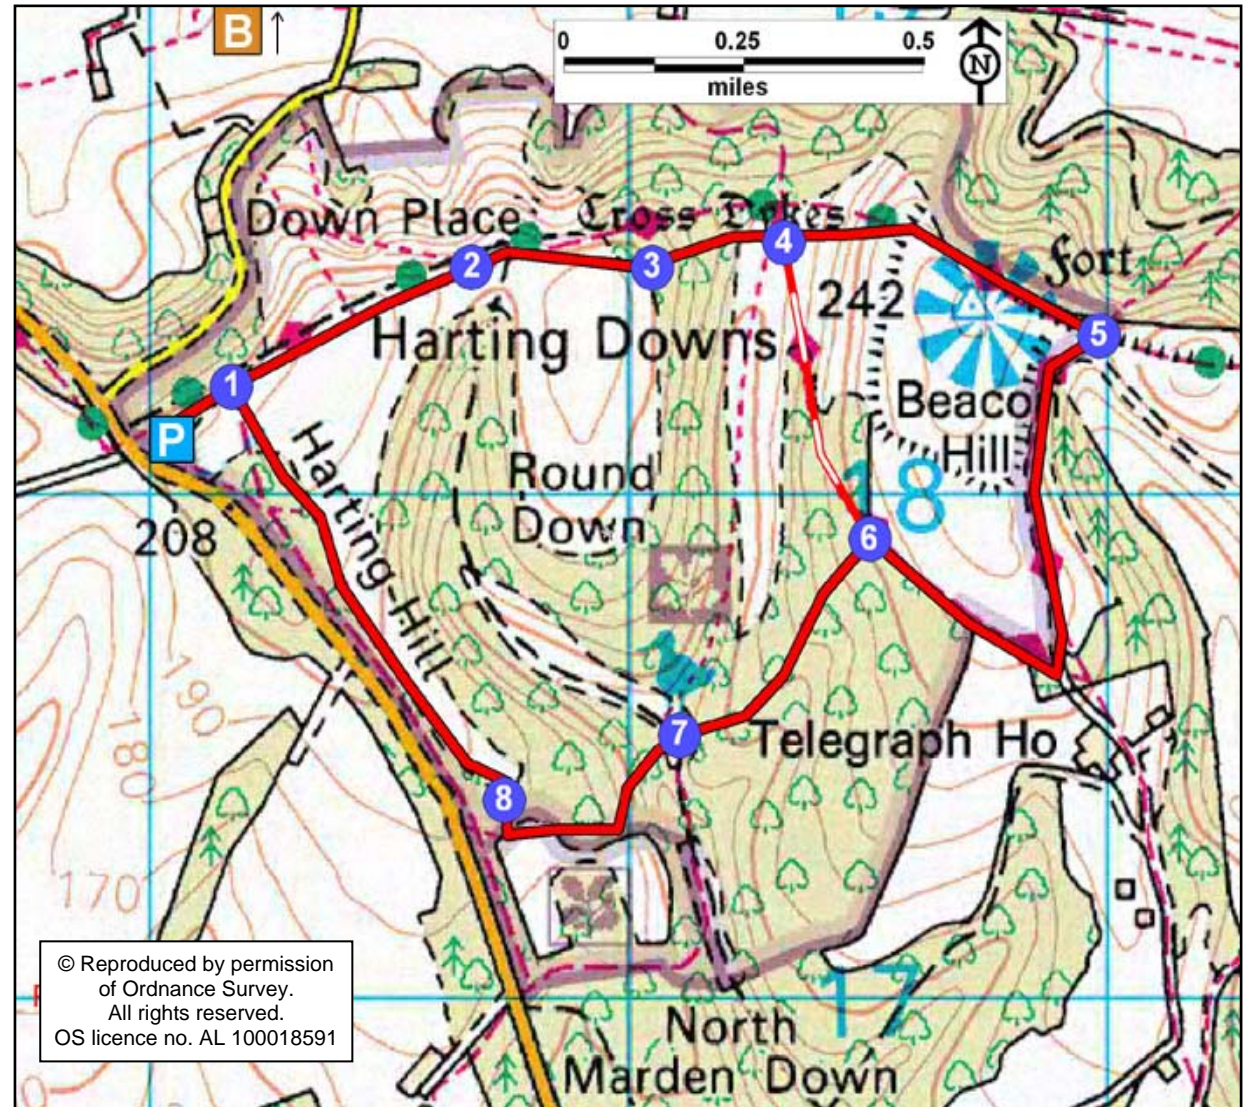 B
0 0.25 0.5
miles
N
Down Place
Cross Dykes
4
2
3
fort
242
5
Harting Downs
1
Beacon
Hill
P
Harting Hill
Round
Down
18
208
6
190
180
7
Telegraph Ho
8
170
© Reproduced by permission
of Ordnance Survey.
All rights reserved.
OS licence no. AL 100018591
17
North
Marden Down